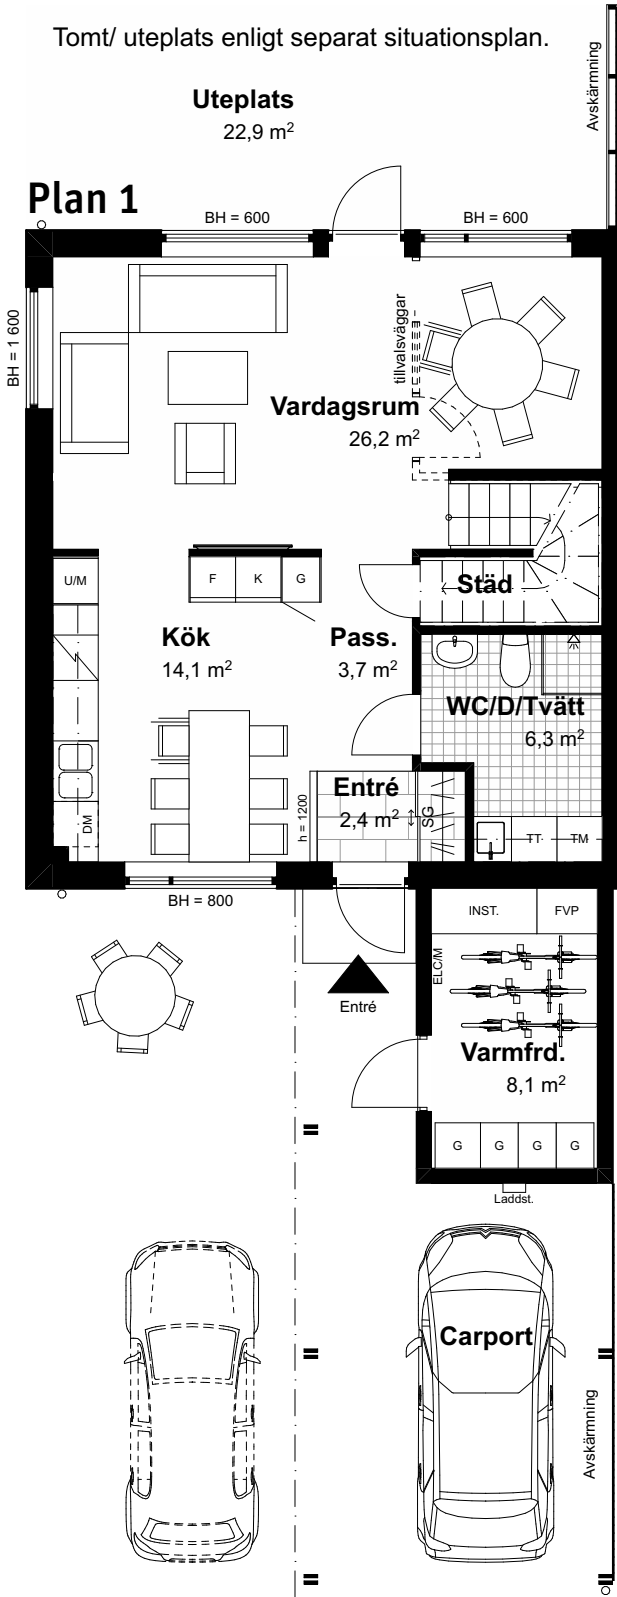 Tomt/ uteplats enligt separat situationsplan.
Avskärmning
Uteplats
22,9 m²
Plan 1
BH = 600
BH = 600
BH = 1 600
tillvalsväggar
Vardagsrum
26,2 m²
U/M
F
K
G
Städ
Kök
14,1 m²
Pass.
3,7 m²
WC/D/Tvätt
6,3 m²
Entré
2,4 m²
h = 1200
SG
DM
TT
TM
BH = 800
INST.
FVP
ELC/M
Entré
Varmfrd.
8,1 m²
G
G
G
G
Laddst.
Carport
Avskärmning